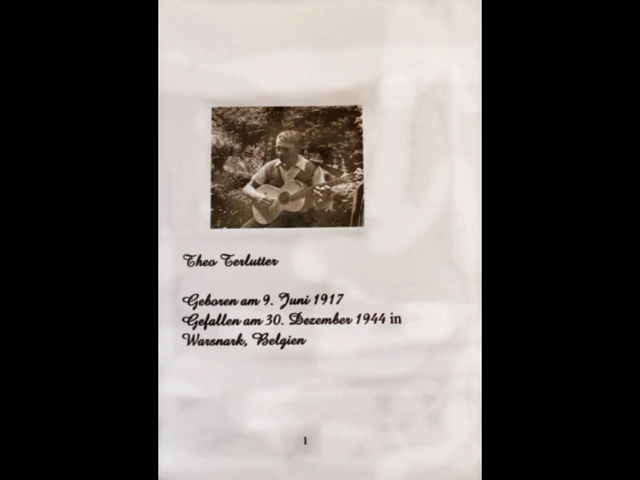 Theo Terlutter
Geboren am 9. Juni 1917
Gefallen am 30. Dezember 1944 in
Warsnark, Belgien
1